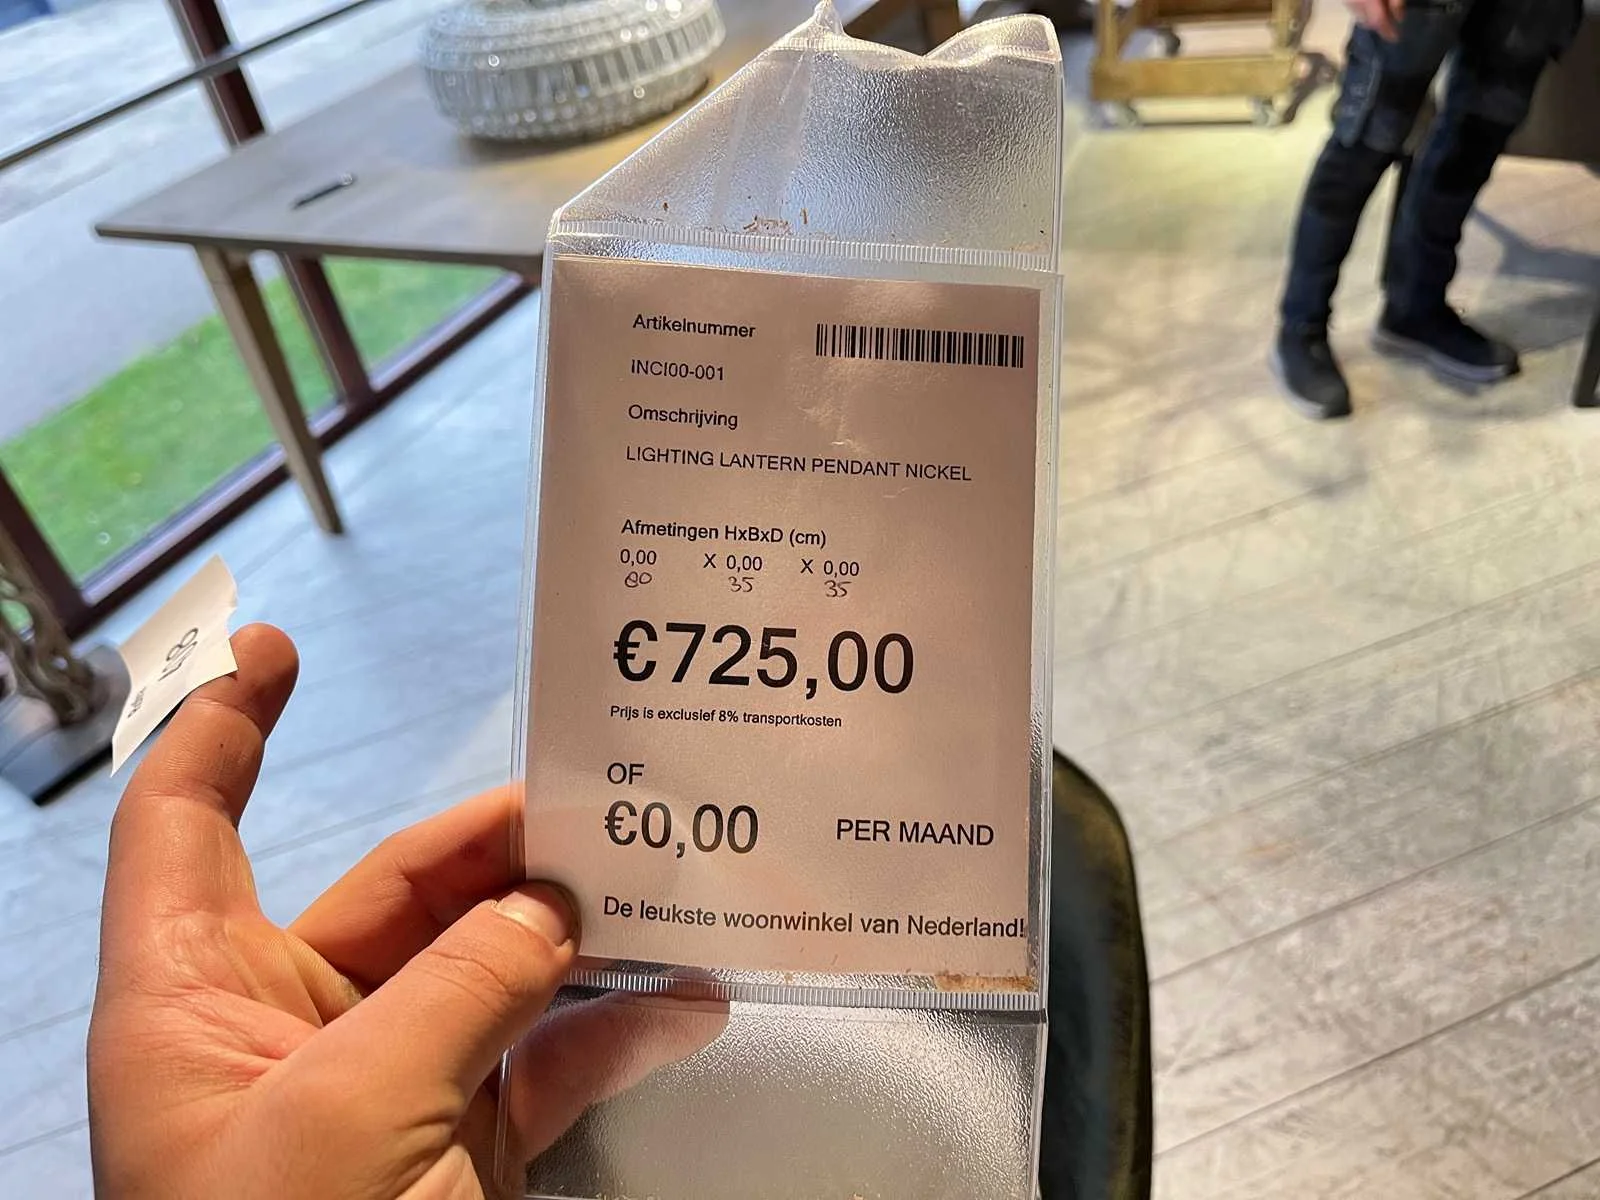 Artikelnummer
INCI00-001
Omschrijving
LIGHTING LANTERN PENDANT NICKEL
Afmetingen HxBxD (cm)
0,00 X 0,00 X 0,00
80 35 35
€725,00
Prijs is exclusief 8% transportkosten
OF
€0,00 PER MAAND
De leukste woonwinkel van Nederland!